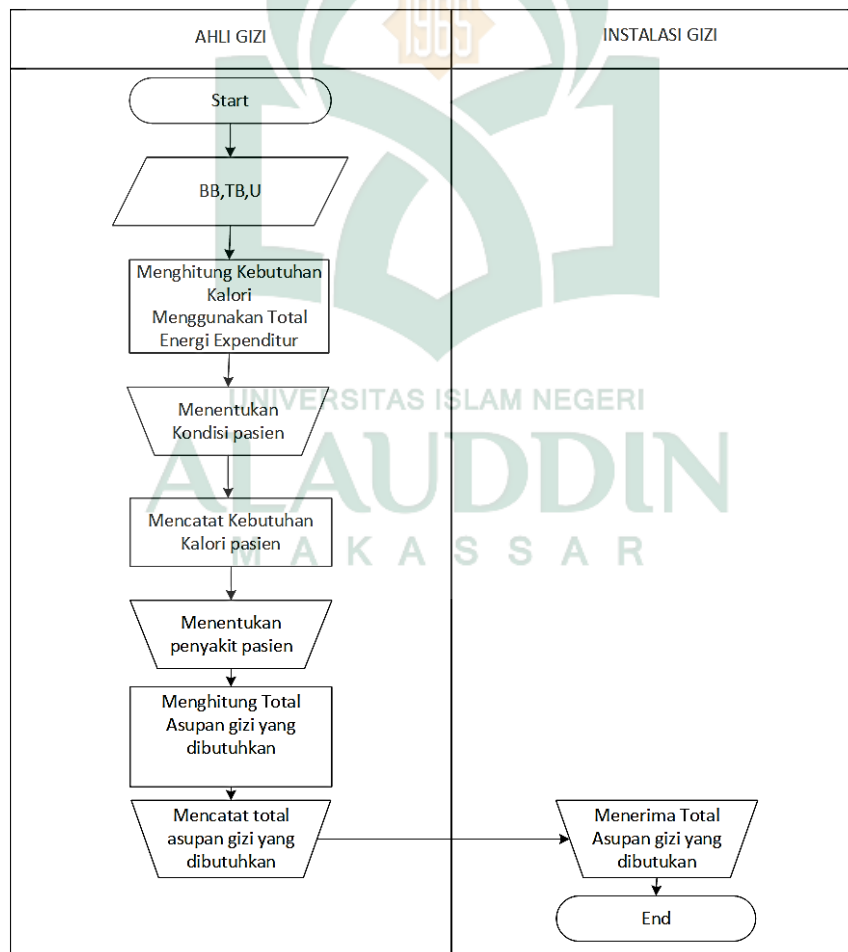 1965
AHLI GIZI
INSTALASI GIZI
Start
BB,TB,U
Menghitung Kebutuhan
Kalori
Menggunakan Total
Energi Expenditur
UNIVERSITAS ISLAM NEGERI
Menentukan
Kondisi pasien
ALAUDDIN
Mencatat Kebutuhan
Kalori pasien
MAKASSAR
Menentukan
penyakit pasien
Menghitung Total
Asupan gizi yang
dibutuhkan
Mencatat total
asupan gizi yang
dibutuhkan
Menerima Total
Asupan gizi yang
dibutukan
End